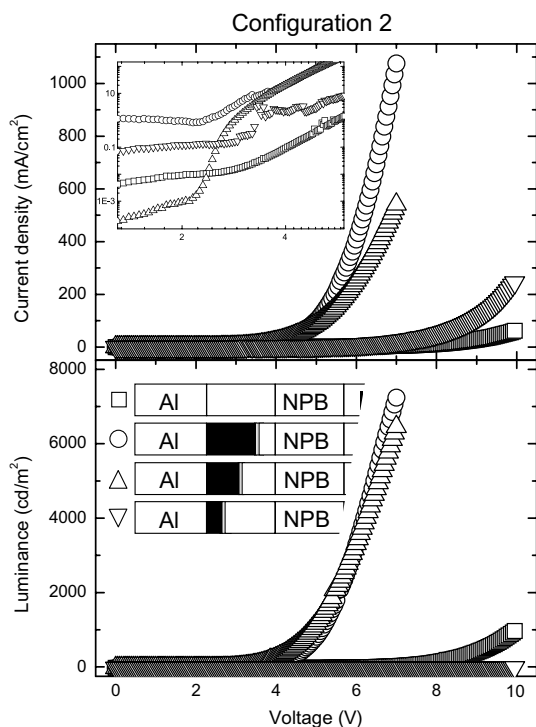 Configuration 2
Current density (mA/cm²)
1000
800
600
400
200
0
10
0.1
1E-3
2
4
Luminance (cd/m²)
8000
6000
4000
2000
0
Al NPB
Al NPB
Al NPB
Al NPB
0 2 4 6 8 10
Voltage (V)